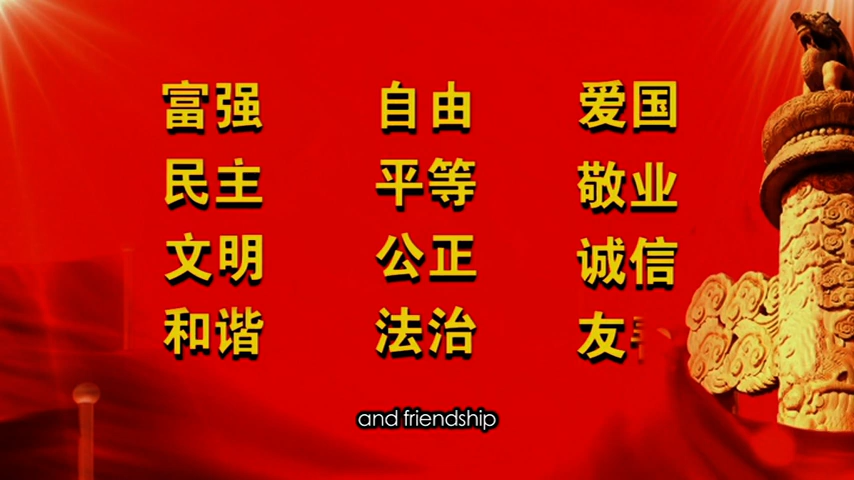 富强 自由 爱国
民主 平等 敬业
文明 公正 诚信
和谐 法治 友
and friendship